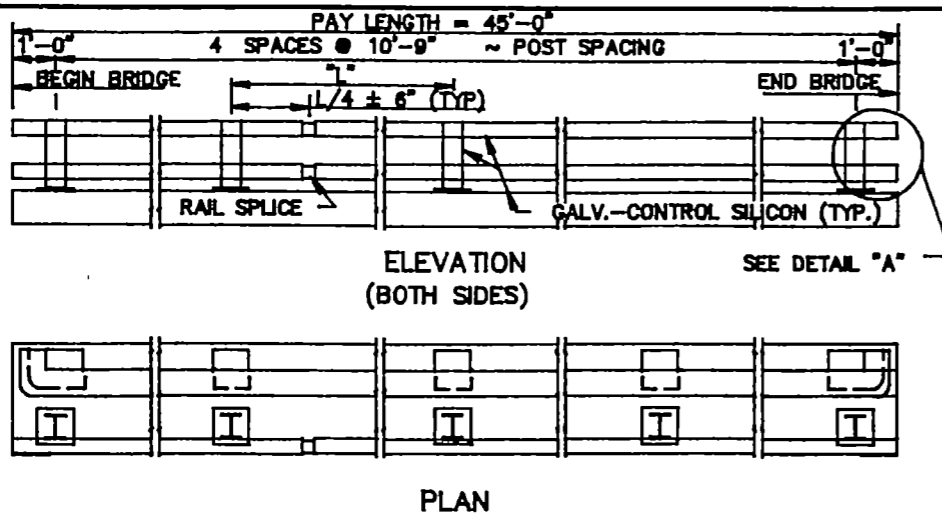 PAY LENGTH = 45'-0"
1'-0" 4 SPACES @ 10'-9" ~ POST SPACING 1'-0"
BEGIN BRIDGE "L" END BRIDGE
L/4 ± 6" (TYP)
RAIL SPLICE GALV.-CONTROL SILICON (TYP.)
ELEVATION SEE DETAIL "A"
(BOTH SIDES)
PLAN